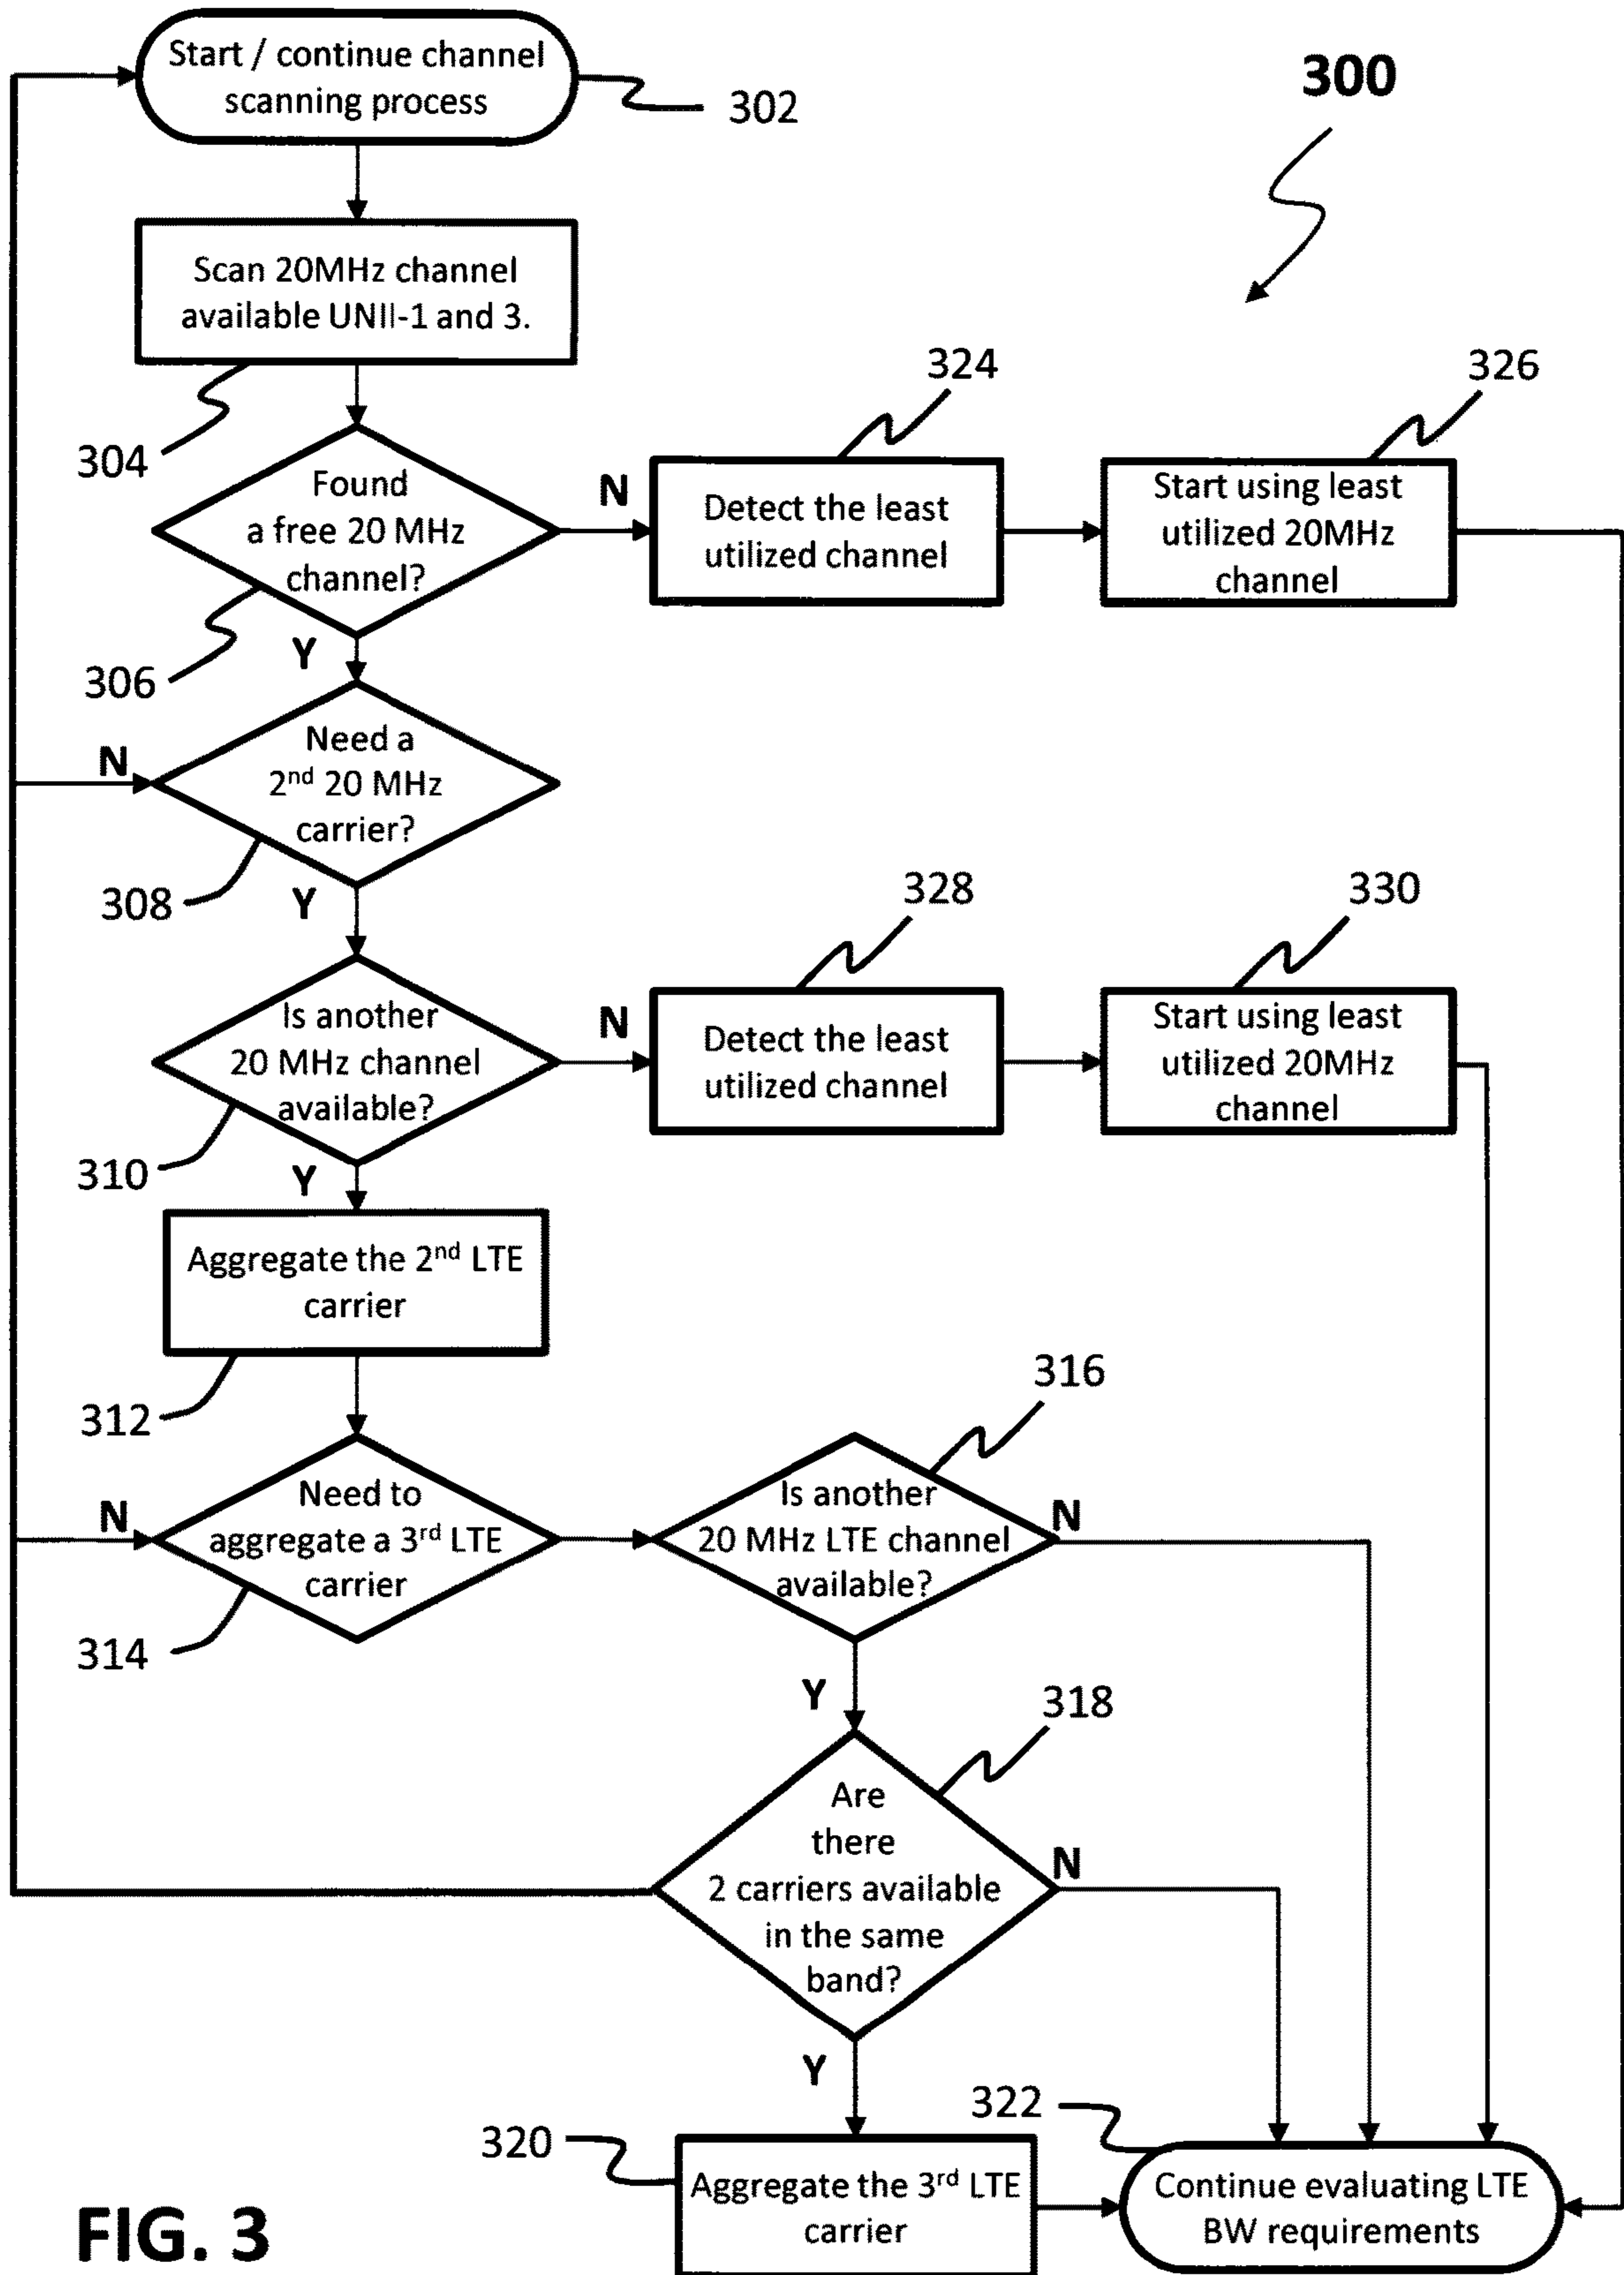 Start / continue channel
scanning process
302
300
Scan 20MHz channel
available UNII-1 and 3.
304
324
326
Found
a free 20 MHz
channel?
N
Detect the least
utilized channel
Start using least
utilized 20MHz
channel
306
Y
Need a
2nd 20 MHz
carrier?
N
308
Y
328
330
Is another
20 MHz channel
available?
N
Detect the least
utilized channel
Start using least
utilized 20MHz
channel
310
Y
Aggregate the 2nd LTE
carrier
312
316
Need to
aggregate a 3rd LTE
carrier
N
Is another
20 MHz LTE channel
available?
N
314
Y
318
Are
there
2 carriers available
in the same
band?
N
Y
322
320
Aggregate the 3rd LTE
carrier
Continue evaluating LTE
BW requirements
FIG. 3